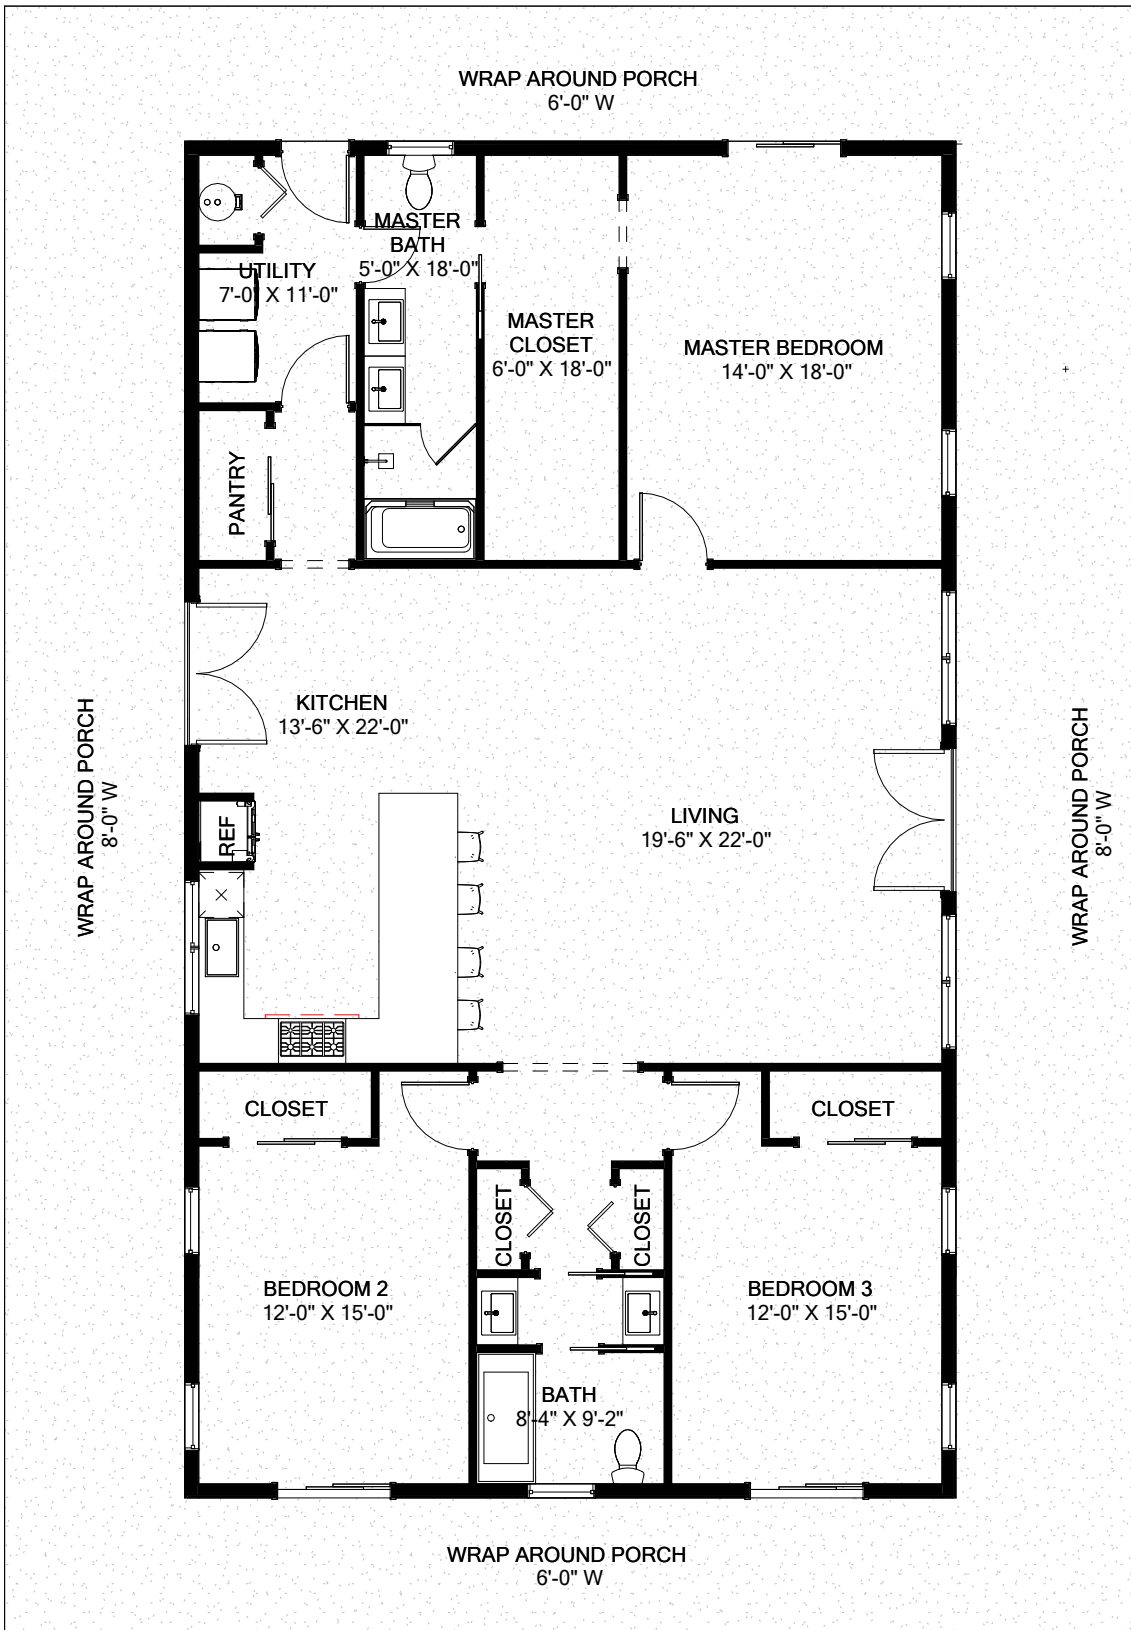 WRAP AROUND PORCH
6'-0" W
MASTER
BATH
5'-0" X 18'-0"
UTILITY
7'-0" X 11'-0"
MASTER
CLOSET
6'-0" X 18'-0"
MASTER BEDROOM
14'-0" X 18'-0"
PANTRY
KITCHEN
13'-6" X 22'-0"
WRAP AROUND PORCH
8'-0" W
REF
LIVING
19'-6" X 22'-0"
WRAP AROUND PORCH
8'-0" W
CLOSET
CLOSET
CLOSET
CLOSET
BEDROOM 2
12'-0" X 15'-0"
BEDROOM 3
12'-0" X 15'-0"
BATH
8'-4" X 9'-2"
WRAP AROUND PORCH
6'-0" W